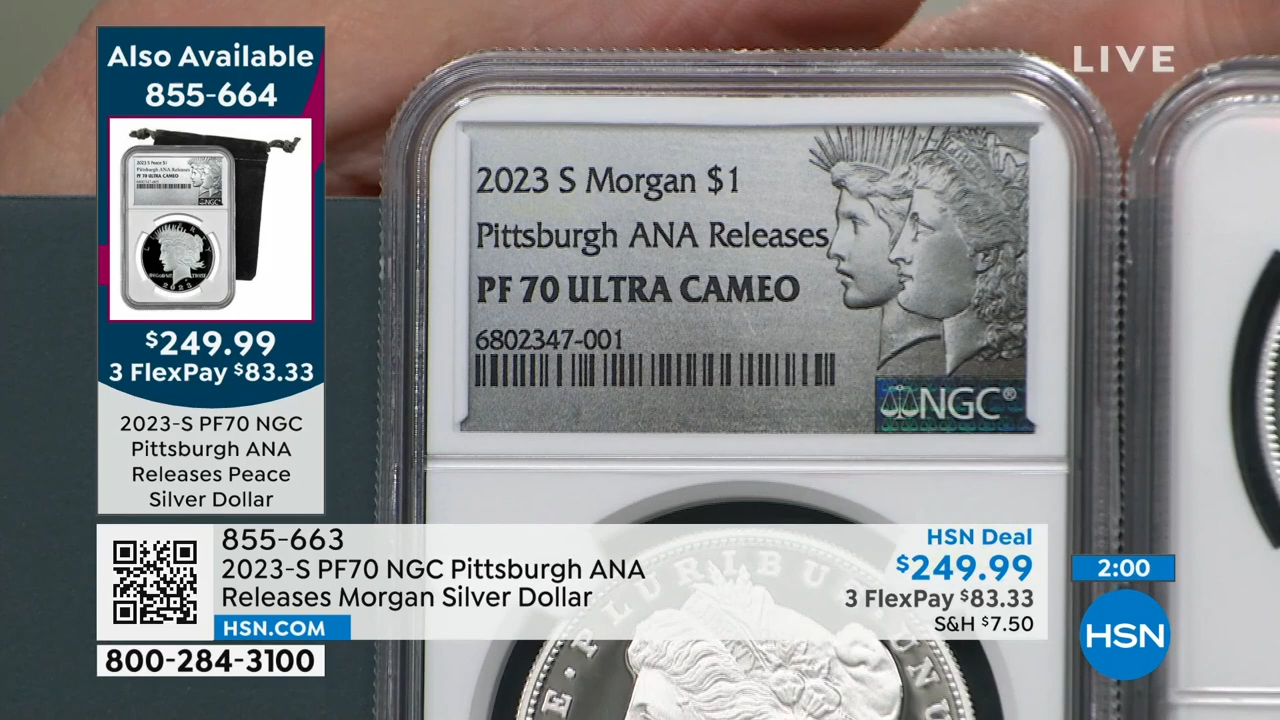 Also Available
855-664
2023 S Peace $1
Pittsburgh ANA Releases
PF 70 ULTRA CAMEO
NGC
$249.99
3 FlexPay $83.33
2023-S PF70 NGC
Pittsburgh ANA
Releases Peace
Silver Dollar
LIVE
2023 S Morgan $1
Pittsburgh ANA Releases
PF 70 ULTRA CAMEO
6802347-001
NGC®
E·PLURIBUS UNU
855-663
2023-S PF70 NGC Pittsburgh ANA
Releases Morgan Silver Dollar
HSN.COM
HSN Deal
$249.99
3 FlexPay $83.33
S&H $7.50
2:00
HSN
800-284-3100